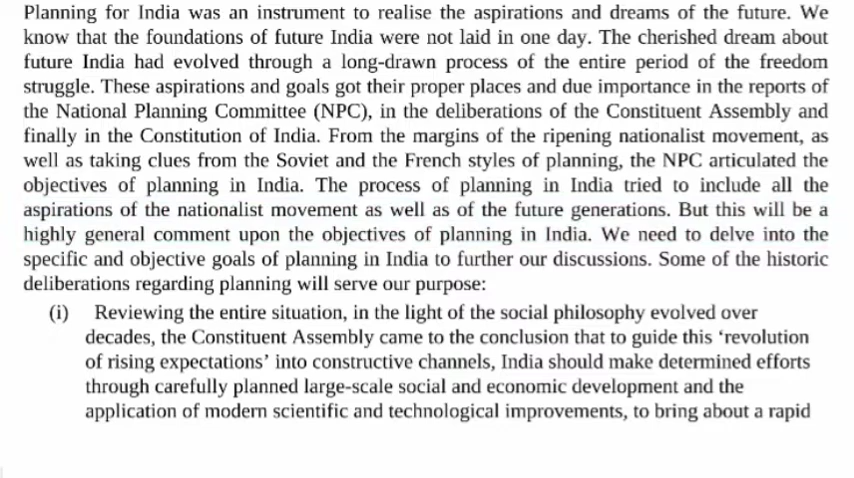 Planning for India was an instrument to realise the aspirations and dreams of the future. We
know that the foundations of future India were not laid in one day. The cherished dream about
future India had evolved through a long-drawn process of the entire period of the freedom
struggle. These aspirations and goals got their proper places and due importance in the reports of
the National Planning Committee (NPC), in the deliberations of the Constituent Assembly and
finally in the Constitution of India. From the margins of the ripening nationalist movement, as
well as taking clues from the Soviet and the French styles of planning, the NPC articulated the
objectives of planning in India. The process of planning in India tried to include all the
aspirations of the nationalist movement as well as of the future generations. But this will be a
highly general comment upon the objectives of planning in India. We need to delve into the
specific and objective goals of planning in India to further our discussions. Some of the historic
deliberations regarding planning will serve our purpose:
(i) Reviewing the entire situation, in the light of the social philosophy evolved over
decades, the Constituent Assembly came to the conclusion that to guide this ‘revolution
of rising expectations’ into constructive channels, India should make determined efforts
through carefully planned large-scale social and economic development and the
application of modern scientific and technological improvements, to bring about a rapid